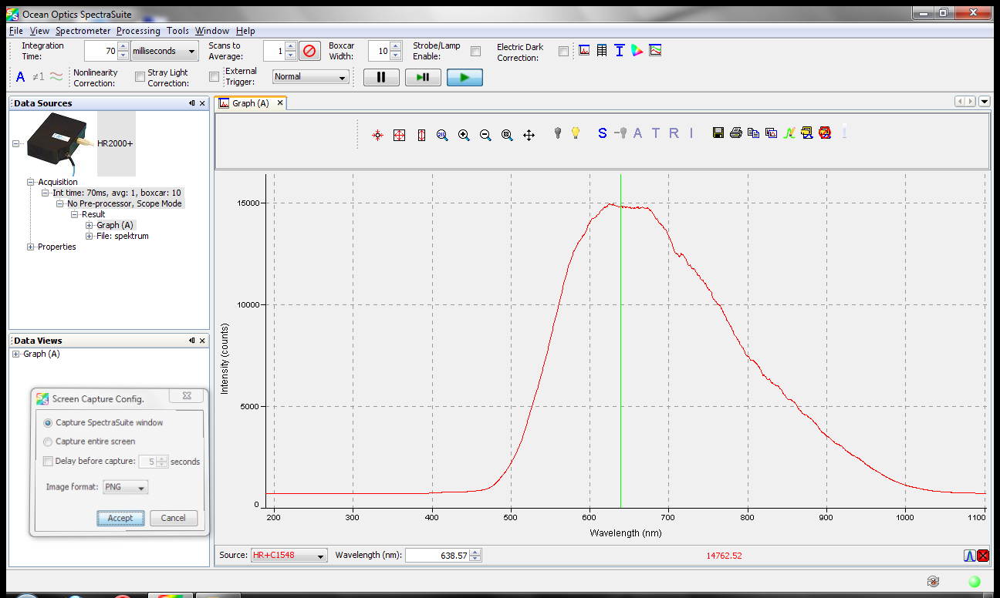 Ocean Optics SpectraSuite
File View Spectrometer Processing Tools Window Help
Integration Time: 70 milliseconds Scans to Average: 1 Boxcar Width: 10 Strobe/Lamp Enable: Electric Dark Correction:
A ≠1 Nonlinearity Correction: Stray Light Correction: External Trigger: Normal
Data Sources
Graph (A)
HR2000+
S A T R I
Acquisition
Int time: 70ms, avg: 1, boxcar: 10
No Pre-processor, Scope Mode
Result
Graph (A)
File: spektrum
Properties
Data Views
Graph (A)
Screen Capture Config.
Capture SpectraSuite window
Capture entire screen
Delay before capture: 5 seconds
Image format: PNG
Accept Cancel
15000
10000
5000
0
Intensity (counts)
200 300 400 500 600 700 800 900 1000 1100
Wavelength (nm)
Source: HR+C1548 Wavelength (nm): 638.57 14762.52